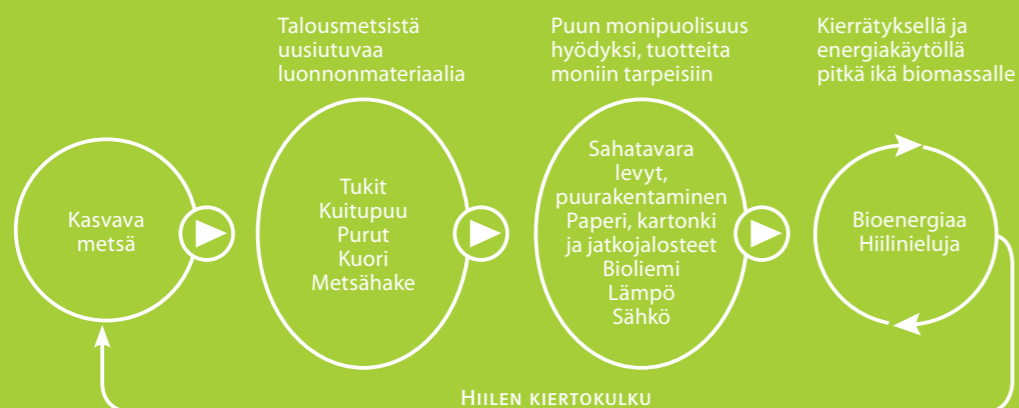 Talousmetsistä
uusiutuvaa
luonnonmateriaalia
Puun monipuolisuus
hyödyksi, tuotteita
moniin tarpeisiin
Kierrätyksellä ja
energiakäytöllä
pitkä ikä biomassalle
Kasvava
metsä
Tukit
Kuitupuu
Purut
Kuori
Metsähake
Sahatavara
levyt,
puurakentaminen
Paperi, kartonki
ja jatkojalosteet
Bioliemi
Lämpö
Sähkö
Bioenergiaa
Hiilinieluja
HIILEN KIERTOKULKU